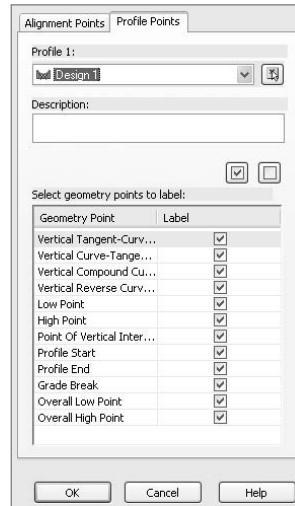 Alignment Points Profile Points
Profile 1:
Design 1
Description:
Select geometry points to label:
Geometry Point Label
Vertical Tangent-Curv...
Vertical Curve-Tange...
Vertical Compound Cu...
Vertical Reverse Curv...
Low Point
High Point
Point Of Vertical Inter...
Profile Start
Profile End
Grade Break
Overall Low Point
Overall High Point
OK Cancel Help